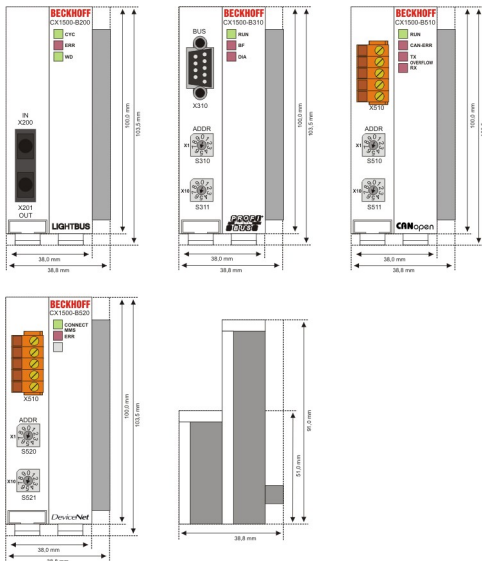 BECKHOFF
CX1500-B200
CYC
ERR
WD
IN
X200
X201
OUT
LIGHTBUS
100,0 mm
103,5 mm
38,0 mm
38,8 mm
BECKHOFF
CX1500-B310
BUS
RUN
BF
DIA
X310
ADDR
X1
S310
X10
S311
PROFI
BUS
100,0 mm
103,5 mm
38,0 mm
38,8 mm
BECKHOFF
CX1500-B510
RUN
CAN-ERR
TX
OVERFLOW
RX
X510
ADDR
X1
S510
X10
S511
CANopen
100,0 mm
38,0 mm
38,8 mm
BECKHOFF
CX1500-B520
CONNECT
MMS
ERR
X510
ADDR
X1
S520
X10
S521
DeviceNet
100,0 mm
103,5 mm
38,0 mm
38,8 mm
51,0 mm
91,0 mm
38,8 mm